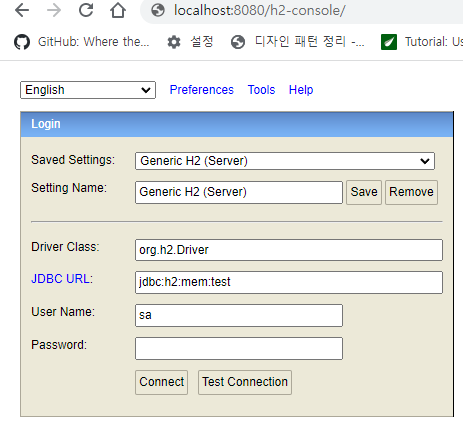 localhost:8080/h2-console/
GitHub: Where the... 설정 디자인 패턴 정리 -... Tutorial: Us
English Preferences Tools Help
Login
Saved Settings: Generic H2 (Server)
Setting Name: Generic H2 (Server) Save Remove
Driver Class: org.h2.Driver
JDBC URL: jdbc:h2:mem:test
User Name: sa
Password:
Connect Test Connection